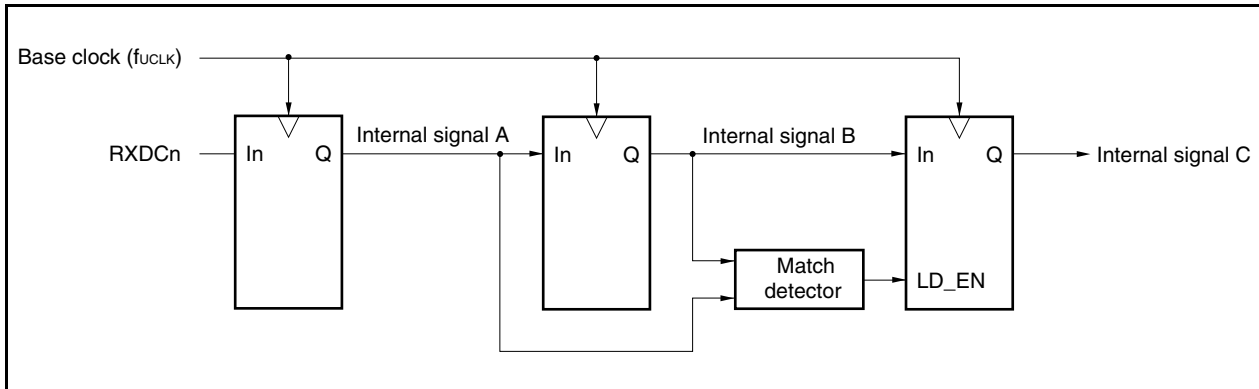 Base clock (fUCLK)
Internal signal A
Internal signal B
RXDCn
In
Q
In
Q
In
Q
Internal signal C
Match
detector
LD_EN